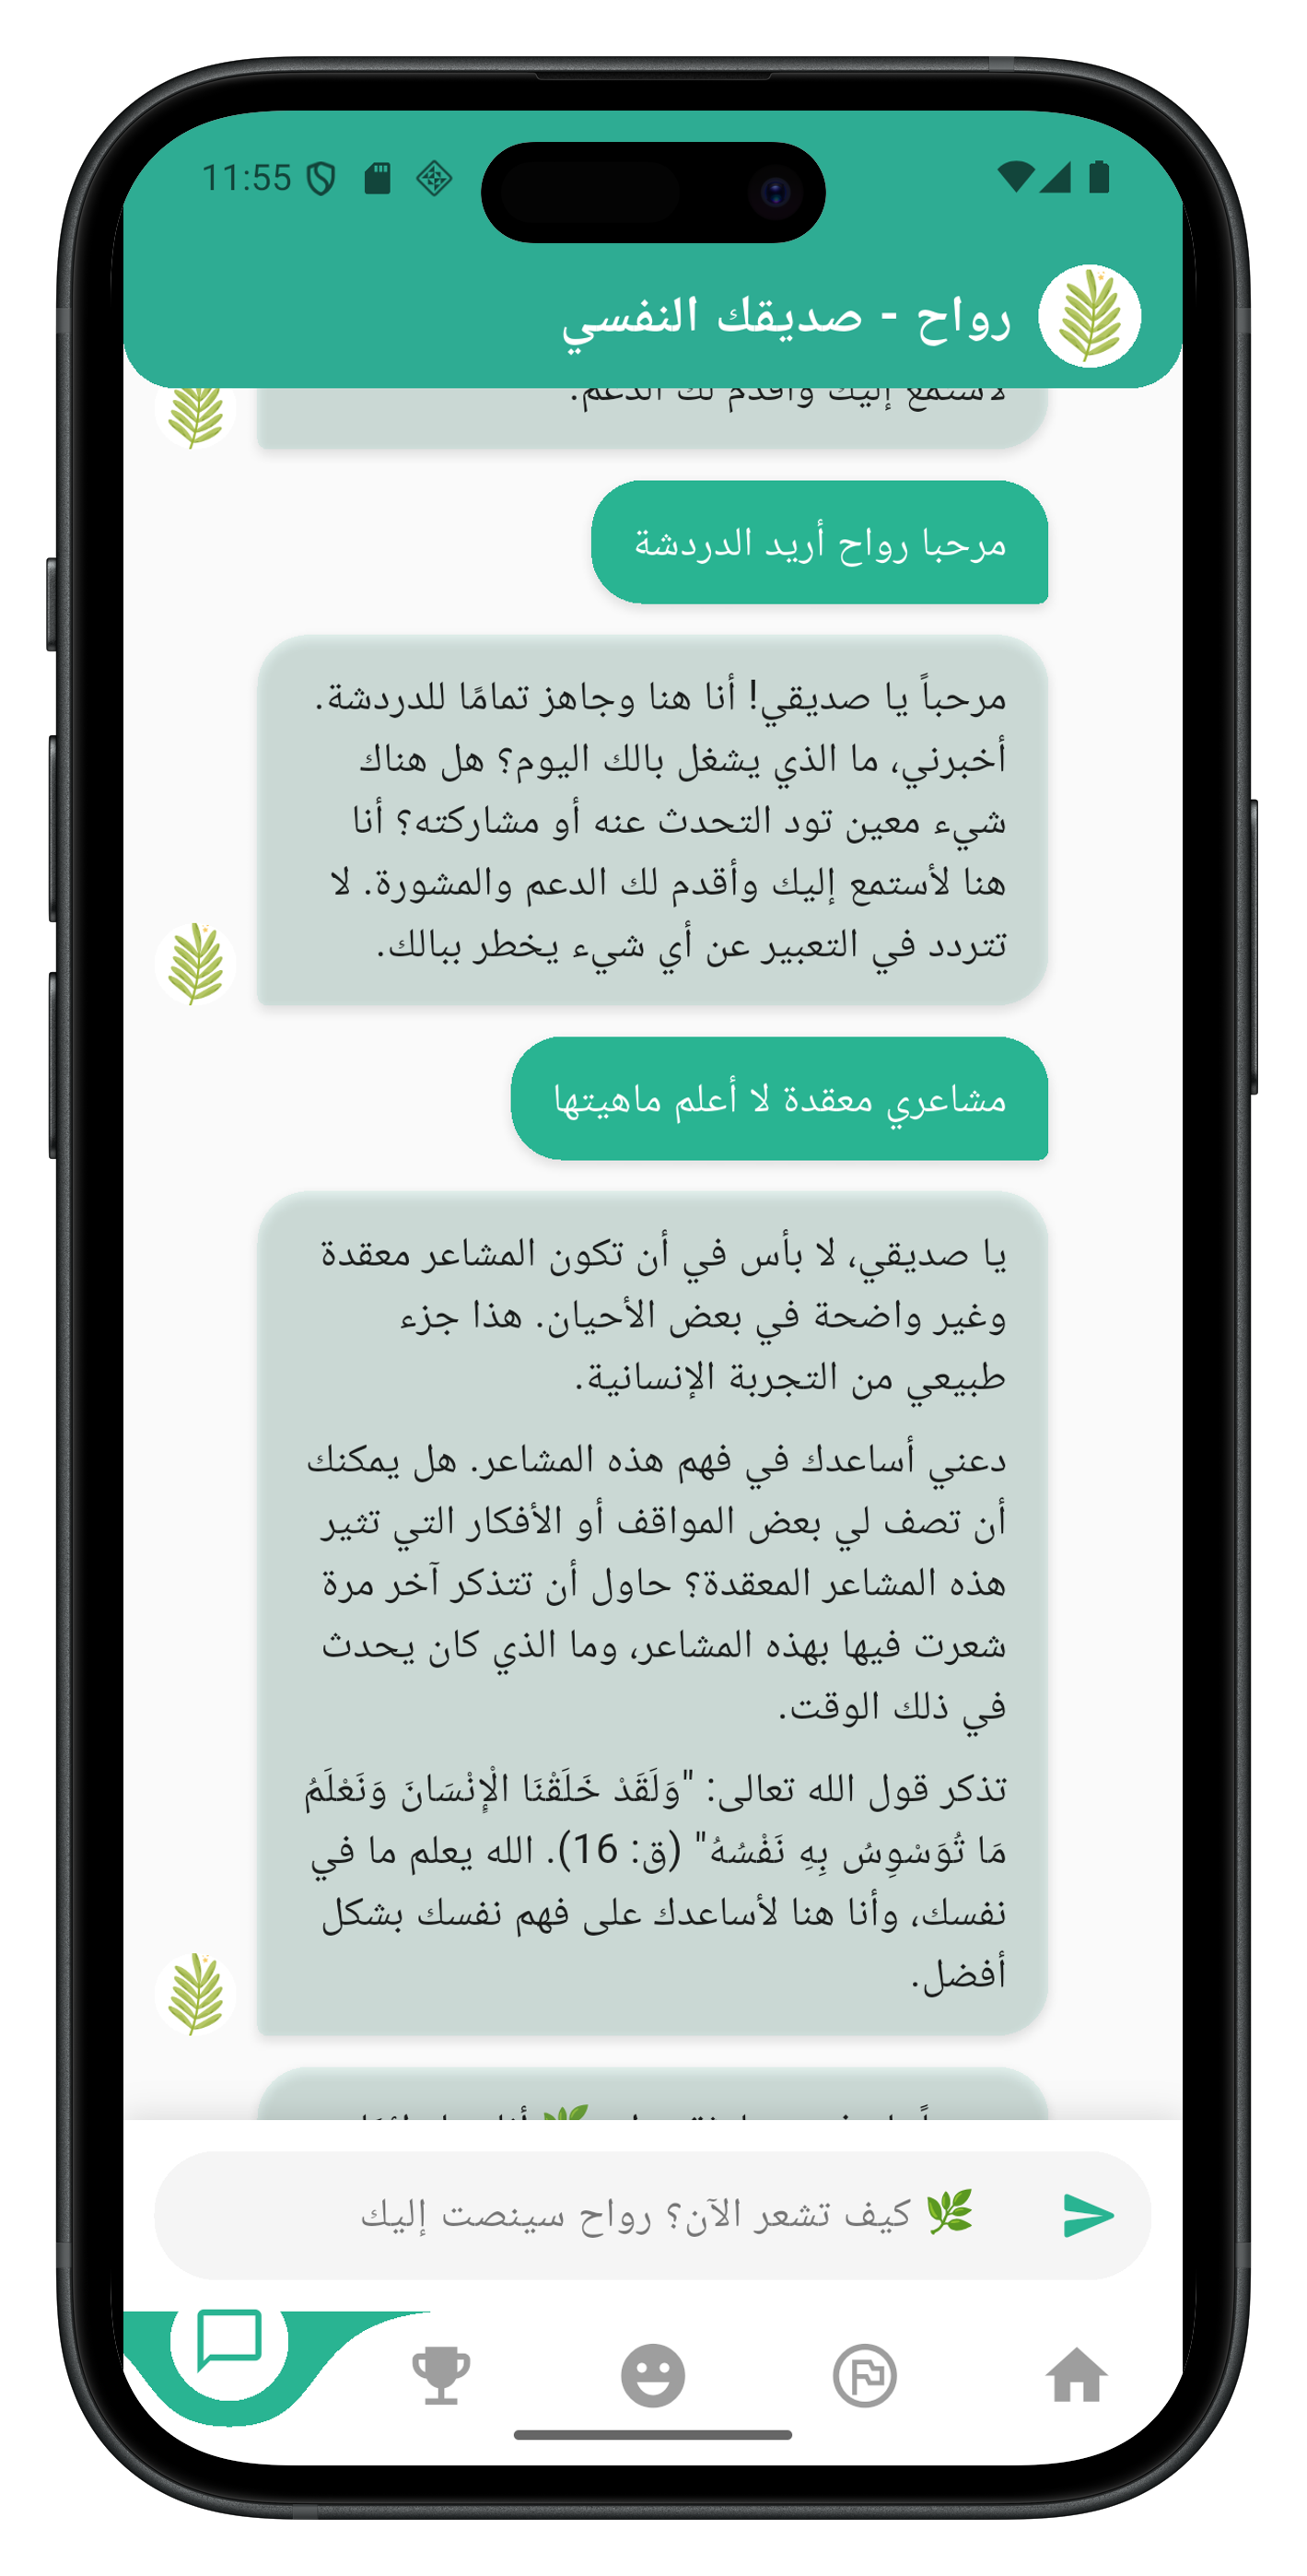 11:55
رواح - صديقك النفسي
لأستمع إليك وأقدم لك الدعم.
مرحبا رواح أريد الدردشة
مرحباً يا صديقي! أنا هنا وجاهز تمامًا للدردشة.
أخبرني، ما الذي يشغل بالك اليوم؟ هل هناك
شيء معين تود التحدث عنه أو مشاركته؟ أنا
هنا لأستمع إليك وأقدم لك الدعم والمشورة. لا
تتردد في التعبير عن أي شيء يخطر ببالك.
مشاعري معقدة لا أعلم ماهيتها
يا صديقي، لا بأس في أن تكون المشاعر معقدة
وغير واضحة في بعض الأحيان. هذا جزء
طبيعي من التجربة الإنسانية.
دعني أساعدك في فهم هذه المشاعر. هل يمكنك
أن تصف لي بعض المواقف أو الأفكار التي تثير
هذه المشاعر المعقدة؟ حاول أن تتذكر آخر مرة
شعرت فيها بهذه المشاعر، وما الذي كان يحدث
في ذلك الوقت.
تذكر قول الله تعالى: "وَلَقَدْ خَلَقْنَا الْإِنْسَانَ وَنَعْلَمُ
مَا تُوَسْوِسُ بِهِ نَفْسُهُ" (ق: 16). الله يعلم ما في
نفسك، وأنا هنا لأساعدك على فهم نفسك بشكل
أفضل.
🌿 كيف تشعر الآن؟ رواح سينصت إليك